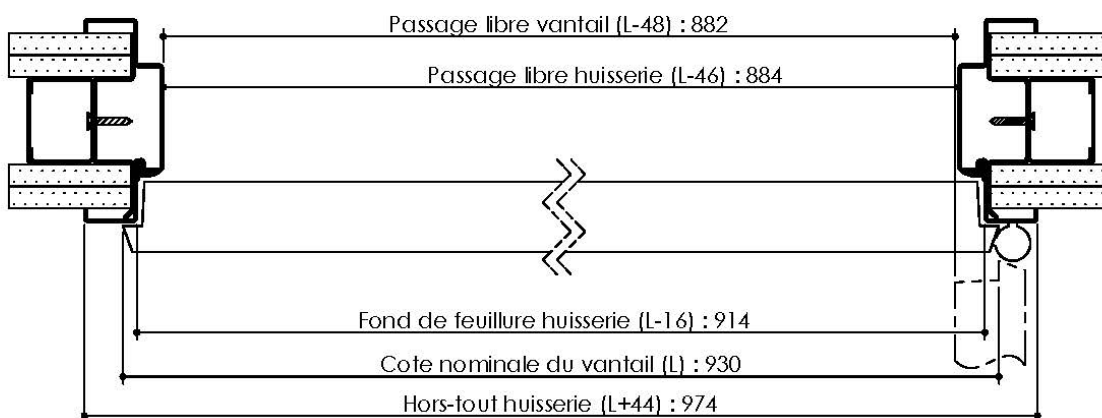 Passage libre vantail (L-48) : 882
Passage libre huisserie (L-46) : 884
Fond de feuillure huisserie (L-16) : 914
Cote nominale du vantail (L) : 930
Hors-tout huisserie (L+44) : 974